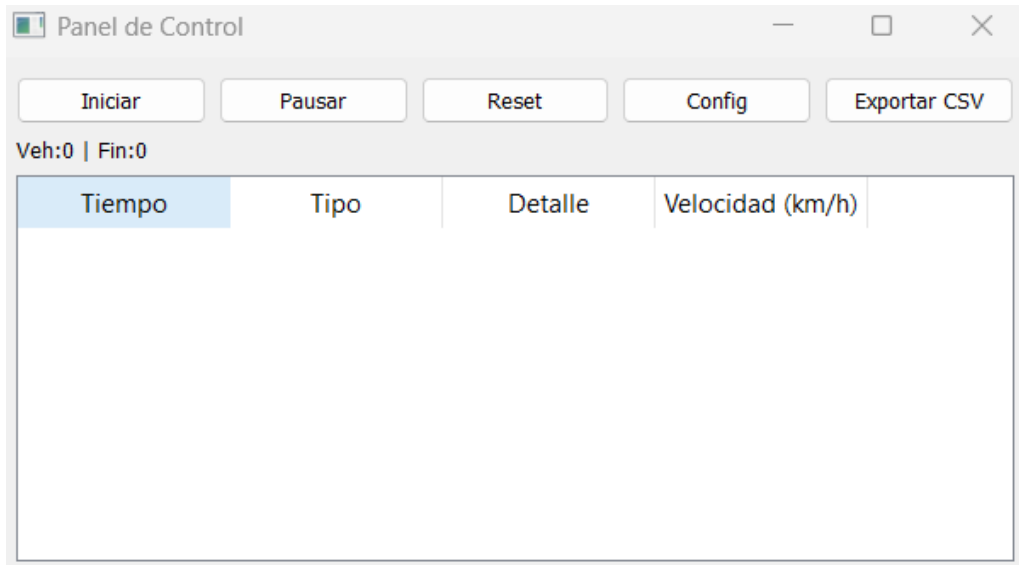 Panel de Control
Iniciar Pausar Reset Config Exportar CSV
Veh:0 | Fin:0
Tiempo Tipo Detalle Velocidad (km/h)